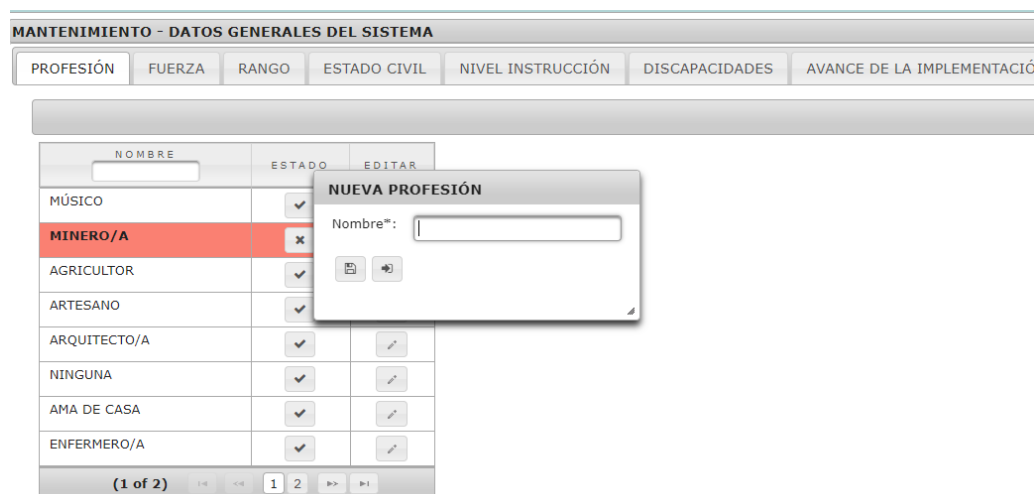 MANTENIMIENTO - DATOS GENERALES DEL SISTEMA
PROFESIÓN FUERZA RANGO ESTADO CIVIL NIVEL INSTRUCCIÓN DISCAPACIDADES AVANCE DE LA IMPLEMENTACIÓ
NOMBRE ESTADO EDITAR
NUEVA PROFESIÓN
Nombre*:
MÚSICO
MINERO/A
AGRICULTOR
ARTESANO
ARQUITECTO/A
NINGUNA
AMA DE CASA
ENFERMERO/A
(1 of 2) 1 2